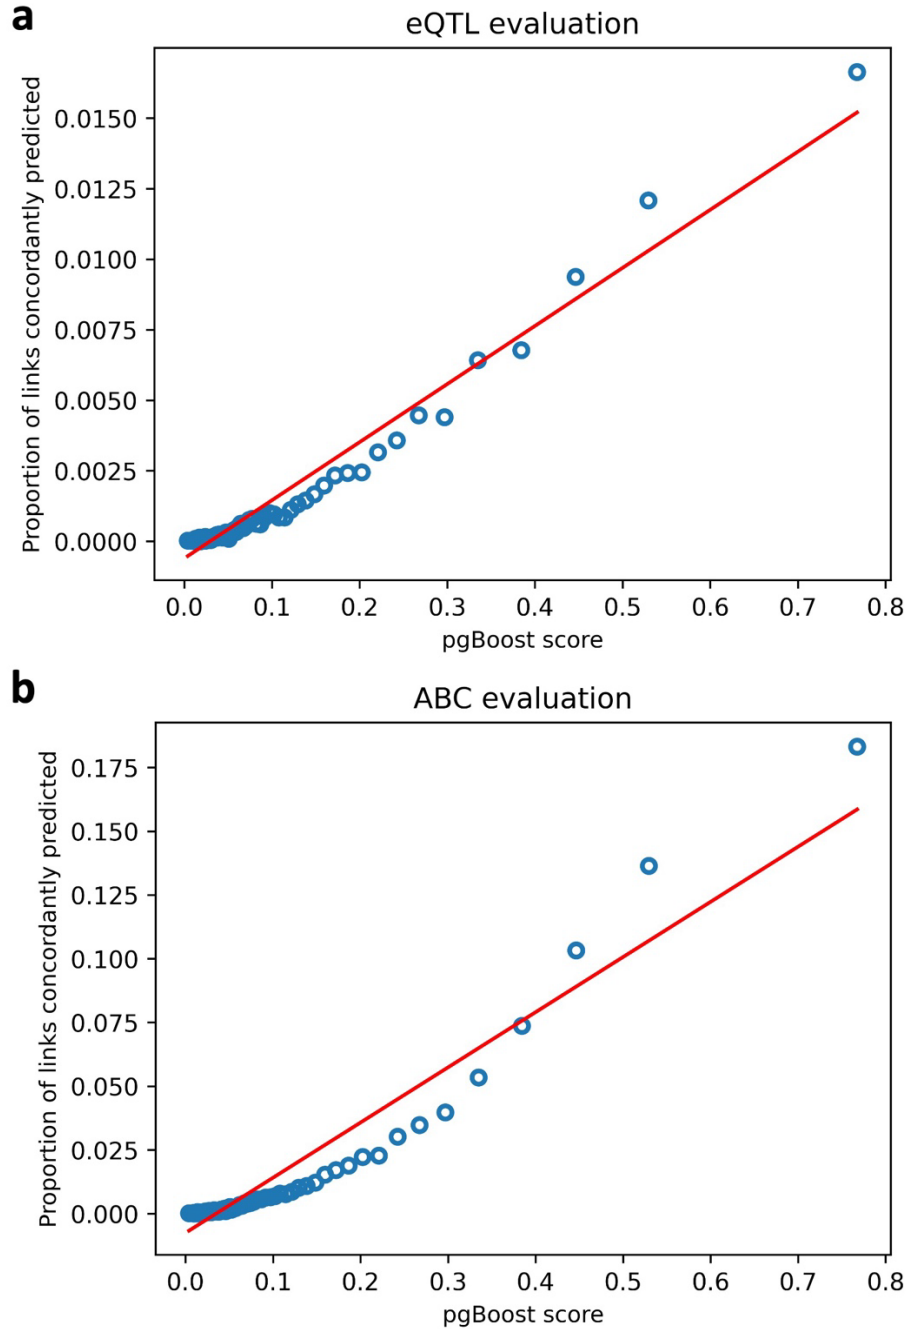 a
eQTL evaluation
Proportion of links concordantly predicted
0.0150
0.0125
0.0100
0.0075
0.0050
0.0025
0.0000
0.0 0.1 0.2 0.3 0.4 0.5 0.6 0.7 0.8
pgBoost score
b
ABC evaluation
Proportion of links concordantly predicted
0.175
0.150
0.125
0.100
0.075
0.050
0.025
0.000
0.0 0.1 0.2 0.3 0.4 0.5 0.6 0.7 0.8
pgBoost score